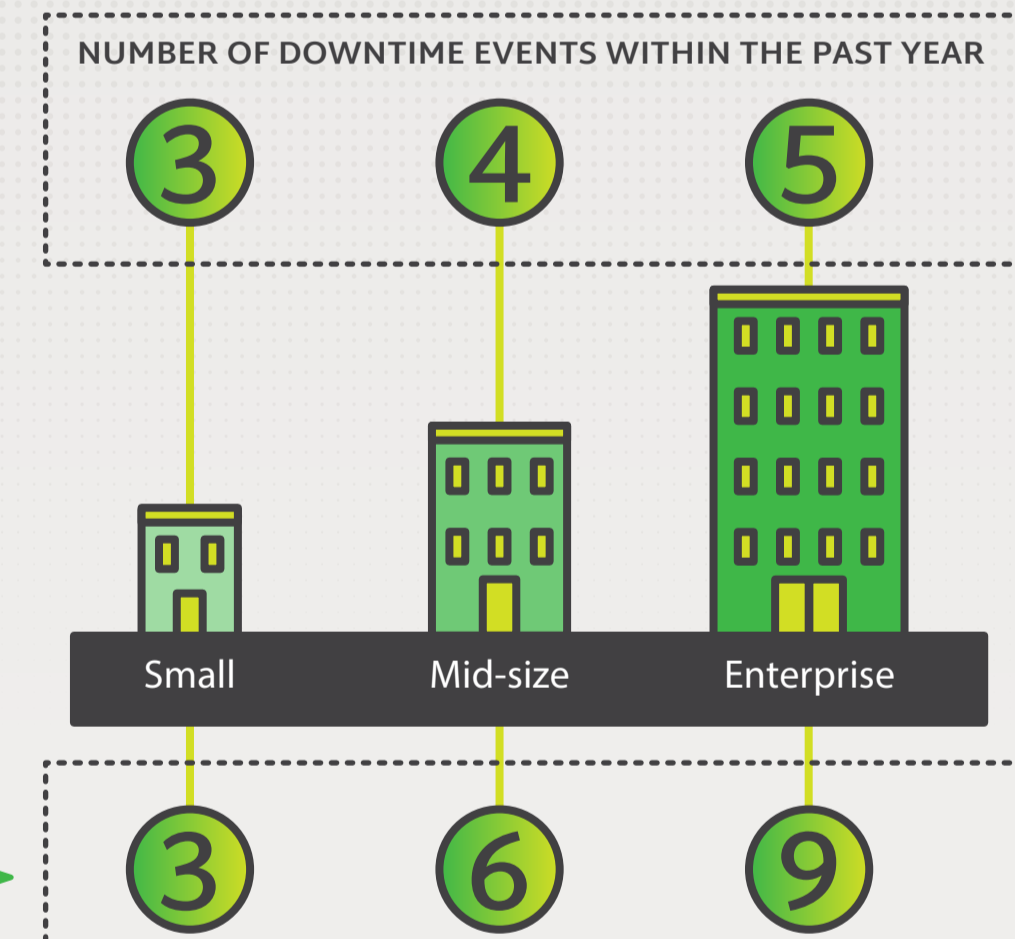 NUMBER OF DOWNTIME EVENTS WITHIN THE PAST YEAR
3 4 5
Small Mid-size Enterprise
3 6 9